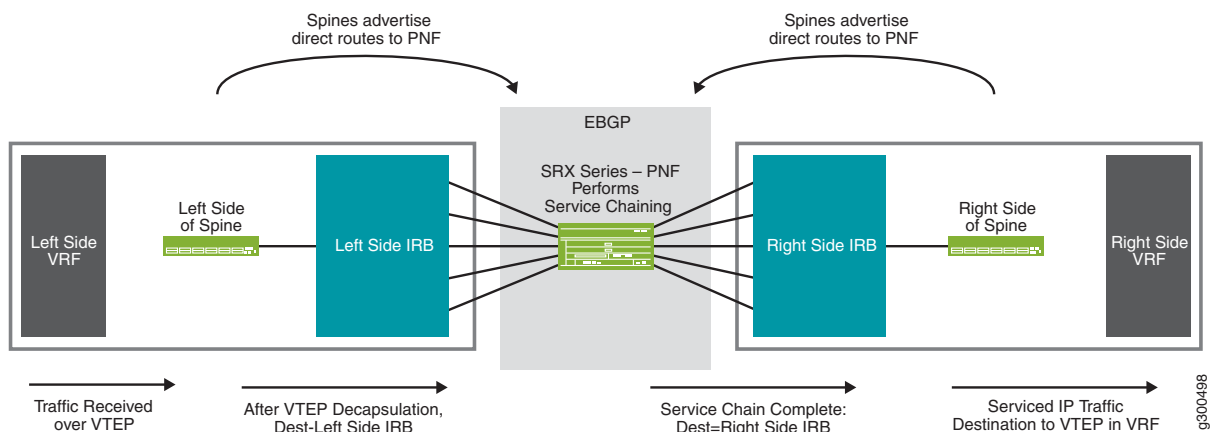 Spines advertise
direct routes to PNF
Spines advertise
direct routes to PNF
EBGP
SRX Series – PNF
Performs
Service Chaining
Left Side
VRF
Left Side
of Spine
Left Side IRB
Right Side IRB
Right Side
of Spine
Right Side
VRF
Traffic Received
over VTEP
After VTEP Decapsulation,
Dest-Left Side IRB
Service Chain Complete:
Dest=Right Side IRB
Serviced IP Traffic
Destination to VTEP in VRF
g300498